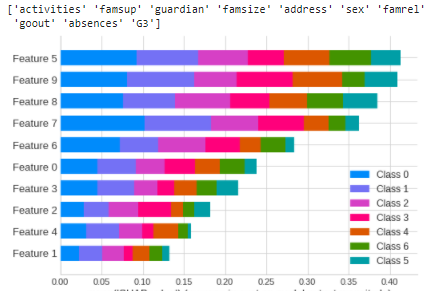 ['activities' 'famsup' 'guardian' 'famsize' 'address' 'sex' 'famrel'
'goout' 'absences' 'G3']
Feature 5
Feature 9
Feature 8
Feature 7
Feature 6
Feature 0
Feature 3
Feature 2
Feature 4
Feature 1
Class 0
Class 1
Class 2
Class 3
Class 4
Class 6
Class 5
0.00 0.05 0.10 0.15 0.20 0.25 0.30 0.35 0.40